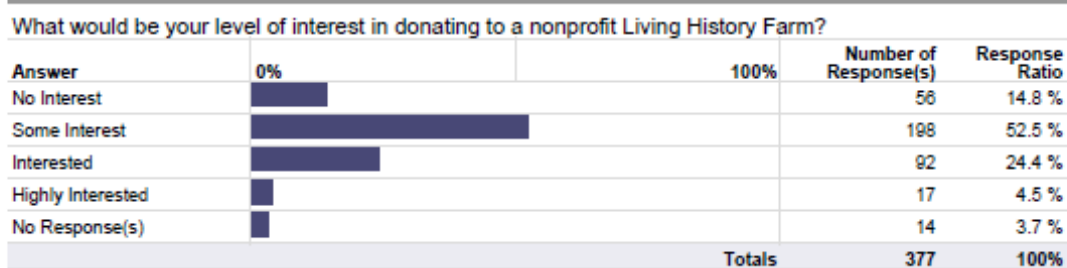 What would be your level of interest in donating to a nonprofit Living History Farm?
Answer 0% 100% Number of Response(s) Response Ratio
No Interest 56 14.8 %
Some Interest 198 52.5 %
Interested 92 24.4 %
Highly Interested 17 4.5 %
No Response(s) 14 3.7 %
Totals 377 100%